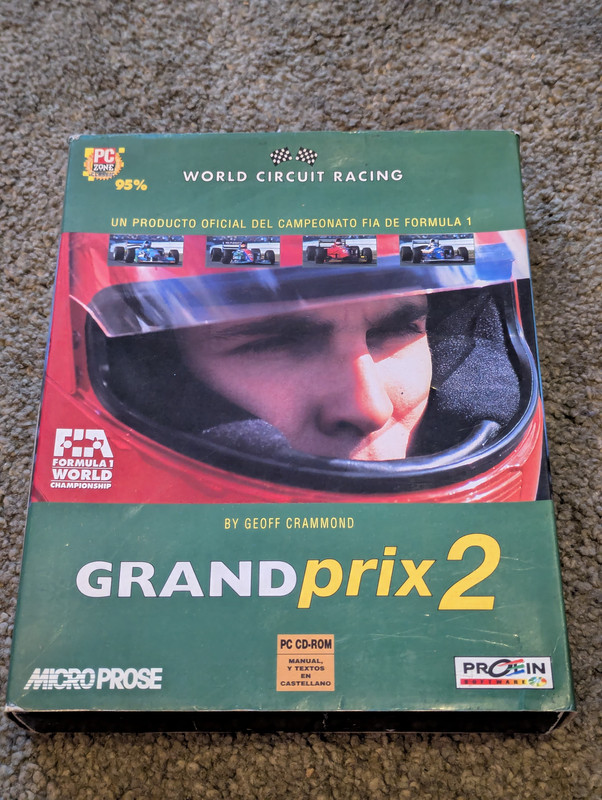 PC
ZONE
95%
WORLD CIRCUIT RACING
UN PRODUCTO OFICIAL DEL CAMPEONATO FIA DE FORMULA 1
FIA
FORMULA 1
WORLD
CHAMPIONSHIP
BY GEOFF CRAMMOND
GRANDprix 2
MICROPROSE
PC CD-ROM
MANUAL,
Y TEXTOS
EN
CASTELLANO
PROEIN
SOFTWARE